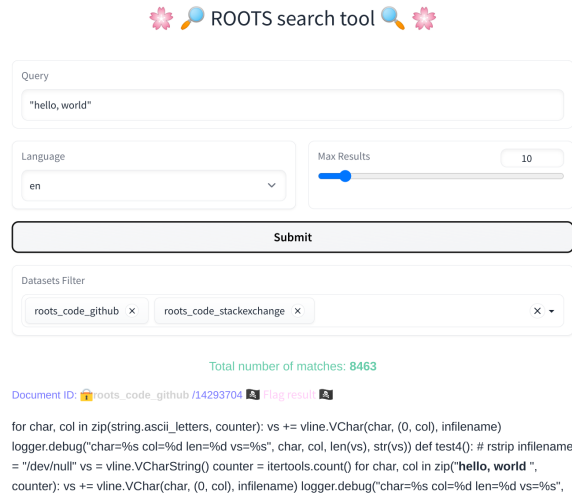 🌸 🔎 ROOTS search tool 🔍 🌸
Query
"hello, world"
Language
Max Results
10
en
Submit
Datasets Filter
roots_code_github ×
roots_code_stackexchange ×
Total number of matches: 8463
Document ID: 🔒roots_code_github /14293704 🏴‍☠️ Flag result 🏴‍☠️
for char, col in zip(string.ascii_letters, counter): vs += vline.VChar(char, (0, col), infilename)
logger.debug("char=%s col=%d len=%d vs=%s", char, col, len(vs), str(vs)) def test4(): # rstrip infilename
= "/dev/null" vs = vline.VCharString() counter = itertools.count() for char, col in zip("hello, world ",
counter): vs += vline.VChar(char, (0, col), infilename) logger.debug("char=%s col=%d len=%d vs=%s",